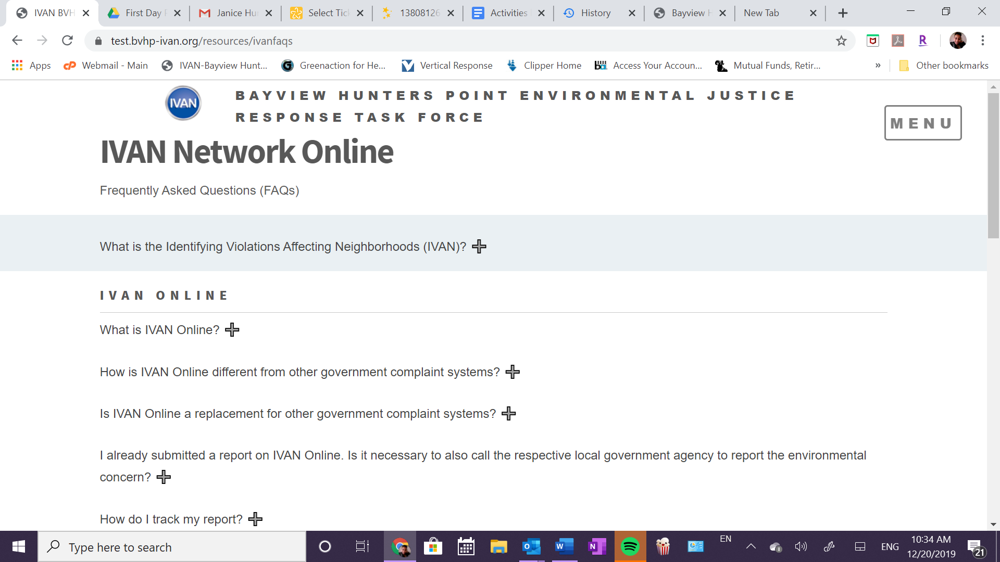 IVAN BVH
First Day
Janice Hu
Select Tic
13808126
Activities
History
Bayview H
New Tab
test.bvhp-ivan.org/resources/ivanfaqs
Apps
Webmail - Main
IVAN-Bayview Hunt...
Greenaction for He...
Vertical Response
Clipper Home
Access Your Accoun...
Mutual Funds, Retir...
»
Other bookmarks
IVAN
BAYVIEW HUNTERS POINT ENVIRONMENTAL JUSTICE
RESPONSE TASK FORCE
MENU
IVAN Network Online
Frequently Asked Questions (FAQs)
What is the Identifying Violations Affecting Neighborhoods (IVAN)?
IVAN ONLINE
What is IVAN Online?
How is IVAN Online different from other government complaint systems?
Is IVAN Online a replacement for other government complaint systems?
I already submitted a report on IVAN Online. Is it necessary to also call the respective local government agency to report the environmental
concern?
How do I track my report?
Type here to search
EN
ENG
10:34 AM
12/20/2019
21